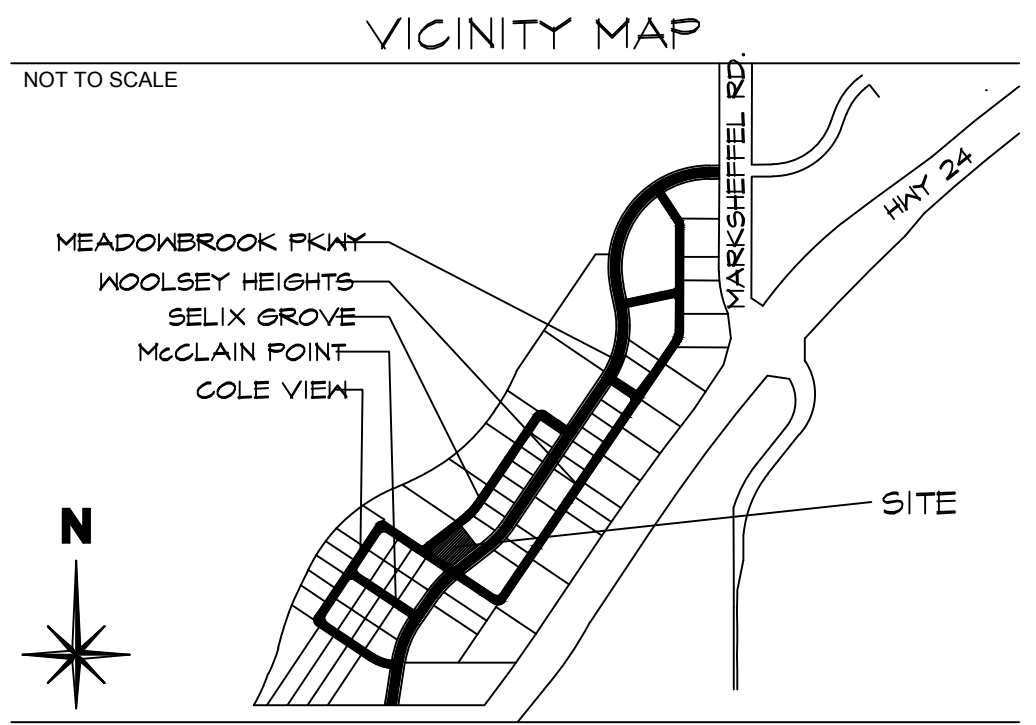 VICINITY MAP
NOT TO SCALE
MARKSHEFFEL RD.
HWY 24
MEADOWBROOK PKWY
WOOLSEY HEIGHTS
SELIX GROVE
McCLAIN POINT
COLE VIEW
SITE
N